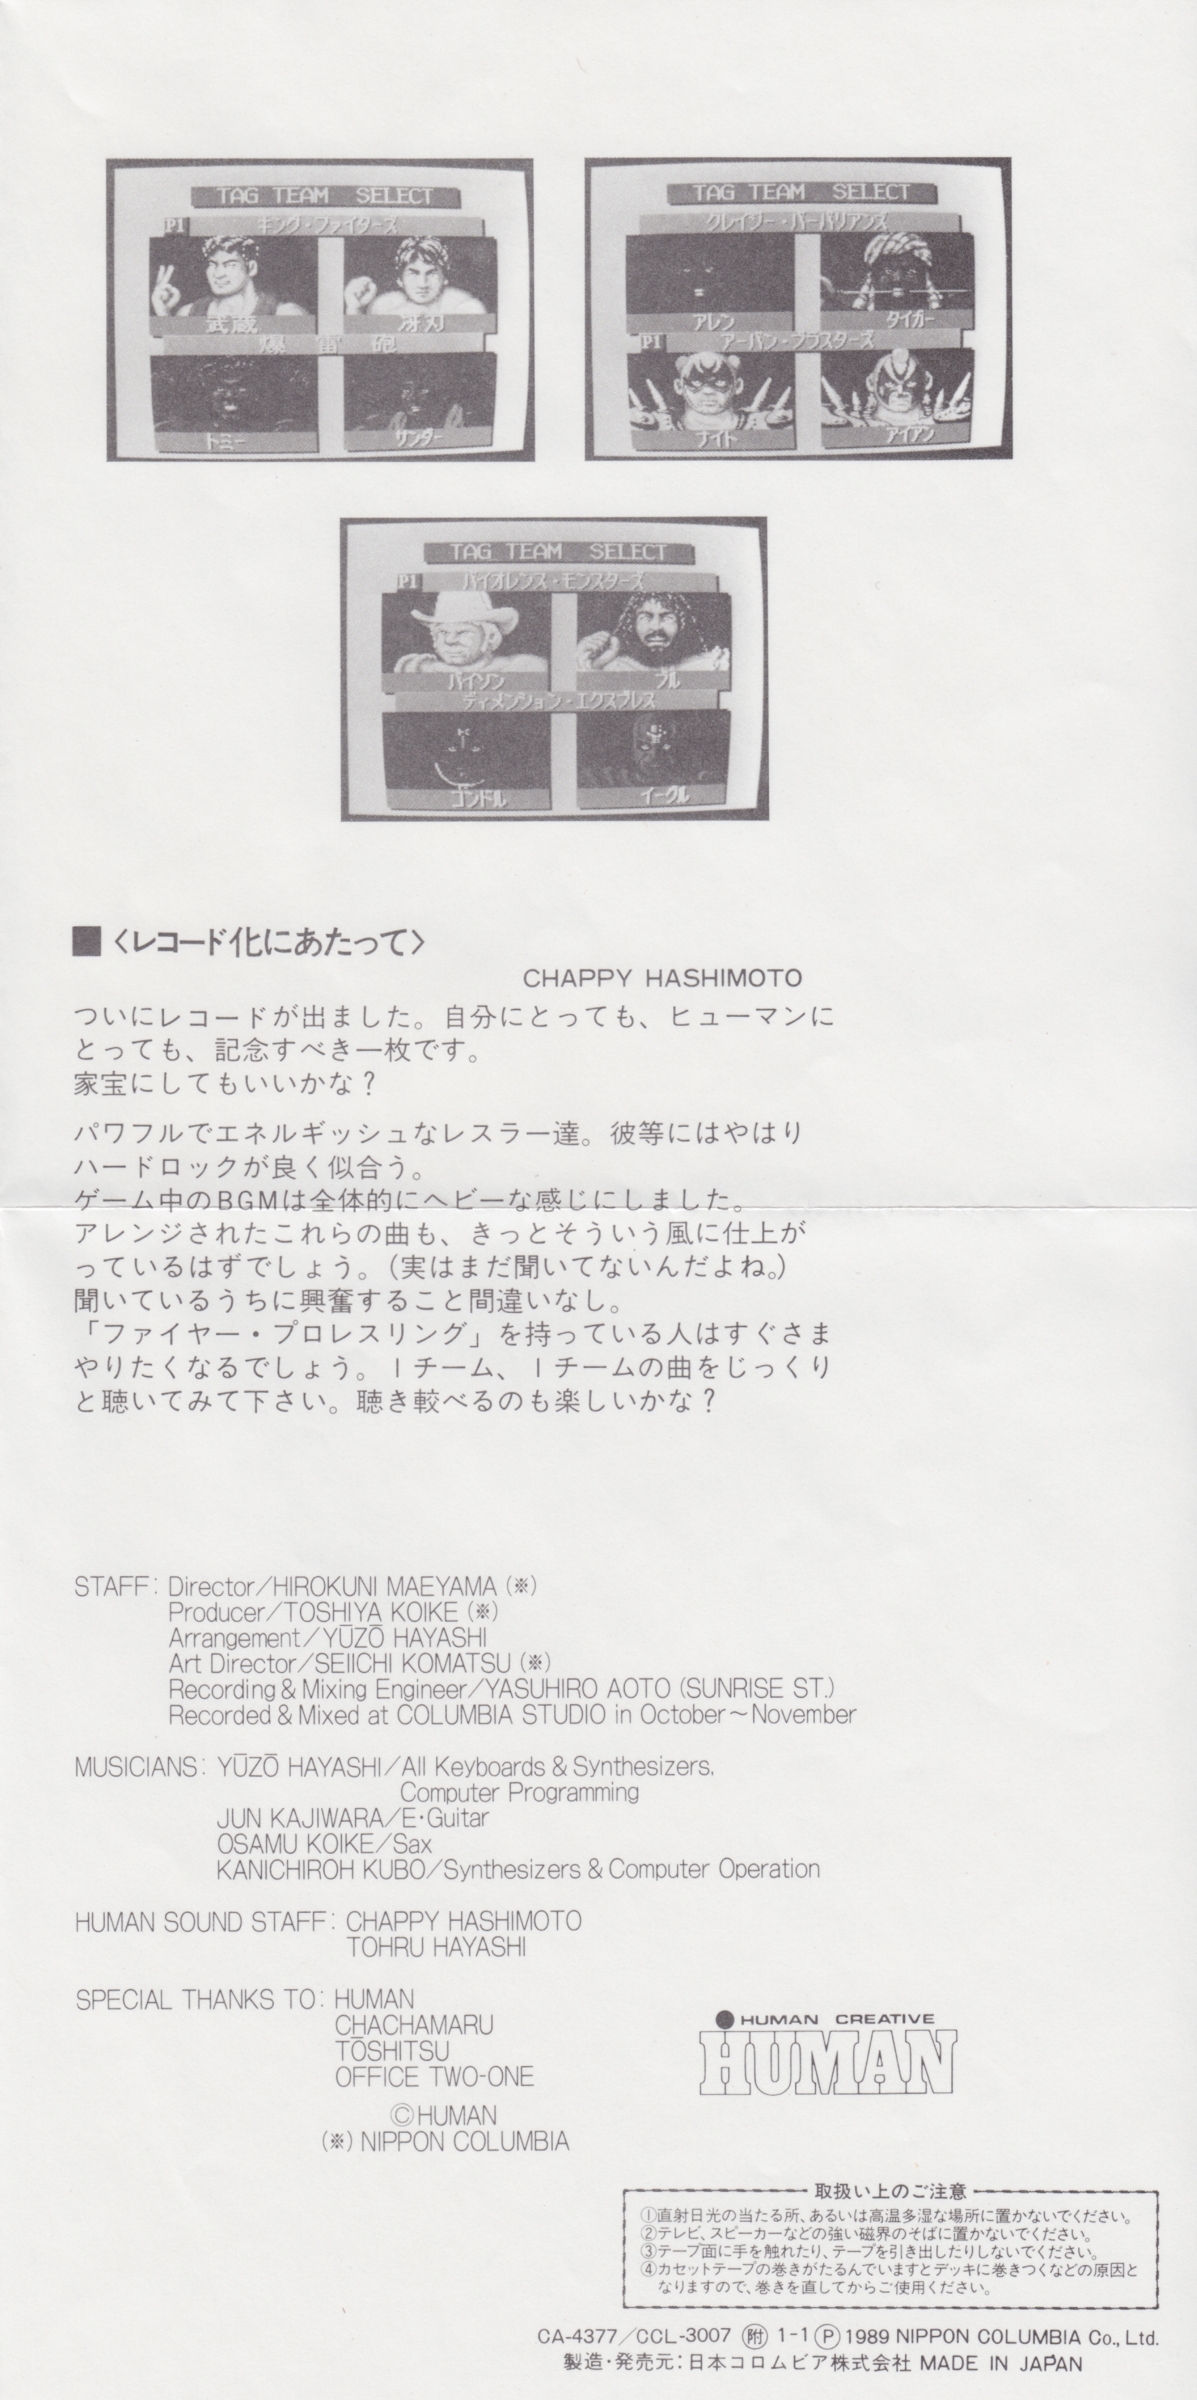 TAG TEAM SELECT
P1 キング・ファイターズ
武蔵 冴刃
爆雷砲
トミー サンダー
TAG TEAM SELECT
クレイジー・バーバリアンズ
アレン タイガー
P1 アーバン・ブラスターズ
ナイト アイアン
TAG TEAM SELECT
P1 バイオレンス・モンスターズ
バイソン ブル
ディメンション・エクスプレス
コンドル イーグル
■〈レコード化にあたって〉
CHAPPY HASHIMOTO
ついにレコードが出ました。自分にとっても、ヒューマンに
とっても、記念すべき一枚です。
家宝にしてもいいかな？
パワフルでエネルギッシュなレスラー達。彼等にはやはり
ハードロックが良く似合う。
ゲーム中のBGMは全体的にヘビーな感じにしました。
アレンジされたこれらの曲も、きっとそういう風に仕上が
っているはずでしょう。（実はまだ聞いてないんだよね。）
聞いているうちに興奮すること間違いなし。
「ファイヤー・プロレスリング」を持っている人はすぐさま
やりたくなるでしょう。1チーム、1チームの曲をじっくり
と聴いてみて下さい。聴き較べるのも楽しいかな？
STAFF: Director/HIROKUNI MAEYAMA (※)
Producer/TOSHIYA KOIKE (※)
Arrangement/YŪZŌ HAYASHI
Art Director/SEIICHI KOMATSU (※)
Recording & Mixing Engineer/YASUHIRO AOTO (SUNRISE ST.)
Recorded & Mixed at COLUMBIA STUDIO in October～November
MUSICIANS: YŪZŌ HAYASHI/All Keyboards & Synthesizers,
Computer Programming
JUN KAJIWARA/E・Guitar
OSAMU KOIKE/Sax
KANICHIROH KUBO/Synthesizers & Computer Operation
HUMAN SOUND STAFF: CHAPPY HASHIMOTO
TOHRU HAYASHI
SPECIAL THANKS TO: HUMAN
CHACHAMARU
TŌSHITSU
OFFICE TWO-ONE
©HUMAN
(※) NIPPON COLUMBIA
HUMAN CREATIVE
HUMAN
取扱い上のご注意
①直射日光の当たる所、あるいは高温多湿な場所に置かないでください。
②テレビ、スピーカーなどの強い磁界のそばに置かないでください。
③テープ面に手を触れたり、テープを引き出したりしないでください。
④カセットテープの巻きがたるんでいますとデッキに巻きつくなどの原因と
なりますので、巻きを直してからご使用ください。
CA-4377/CCL-3007 ㊟附 1-1 Ⓟ 1989 NIPPON COLUMBIA Co., Ltd.
製造・発売元：日本コロムビア株式会社 MADE IN JAPAN